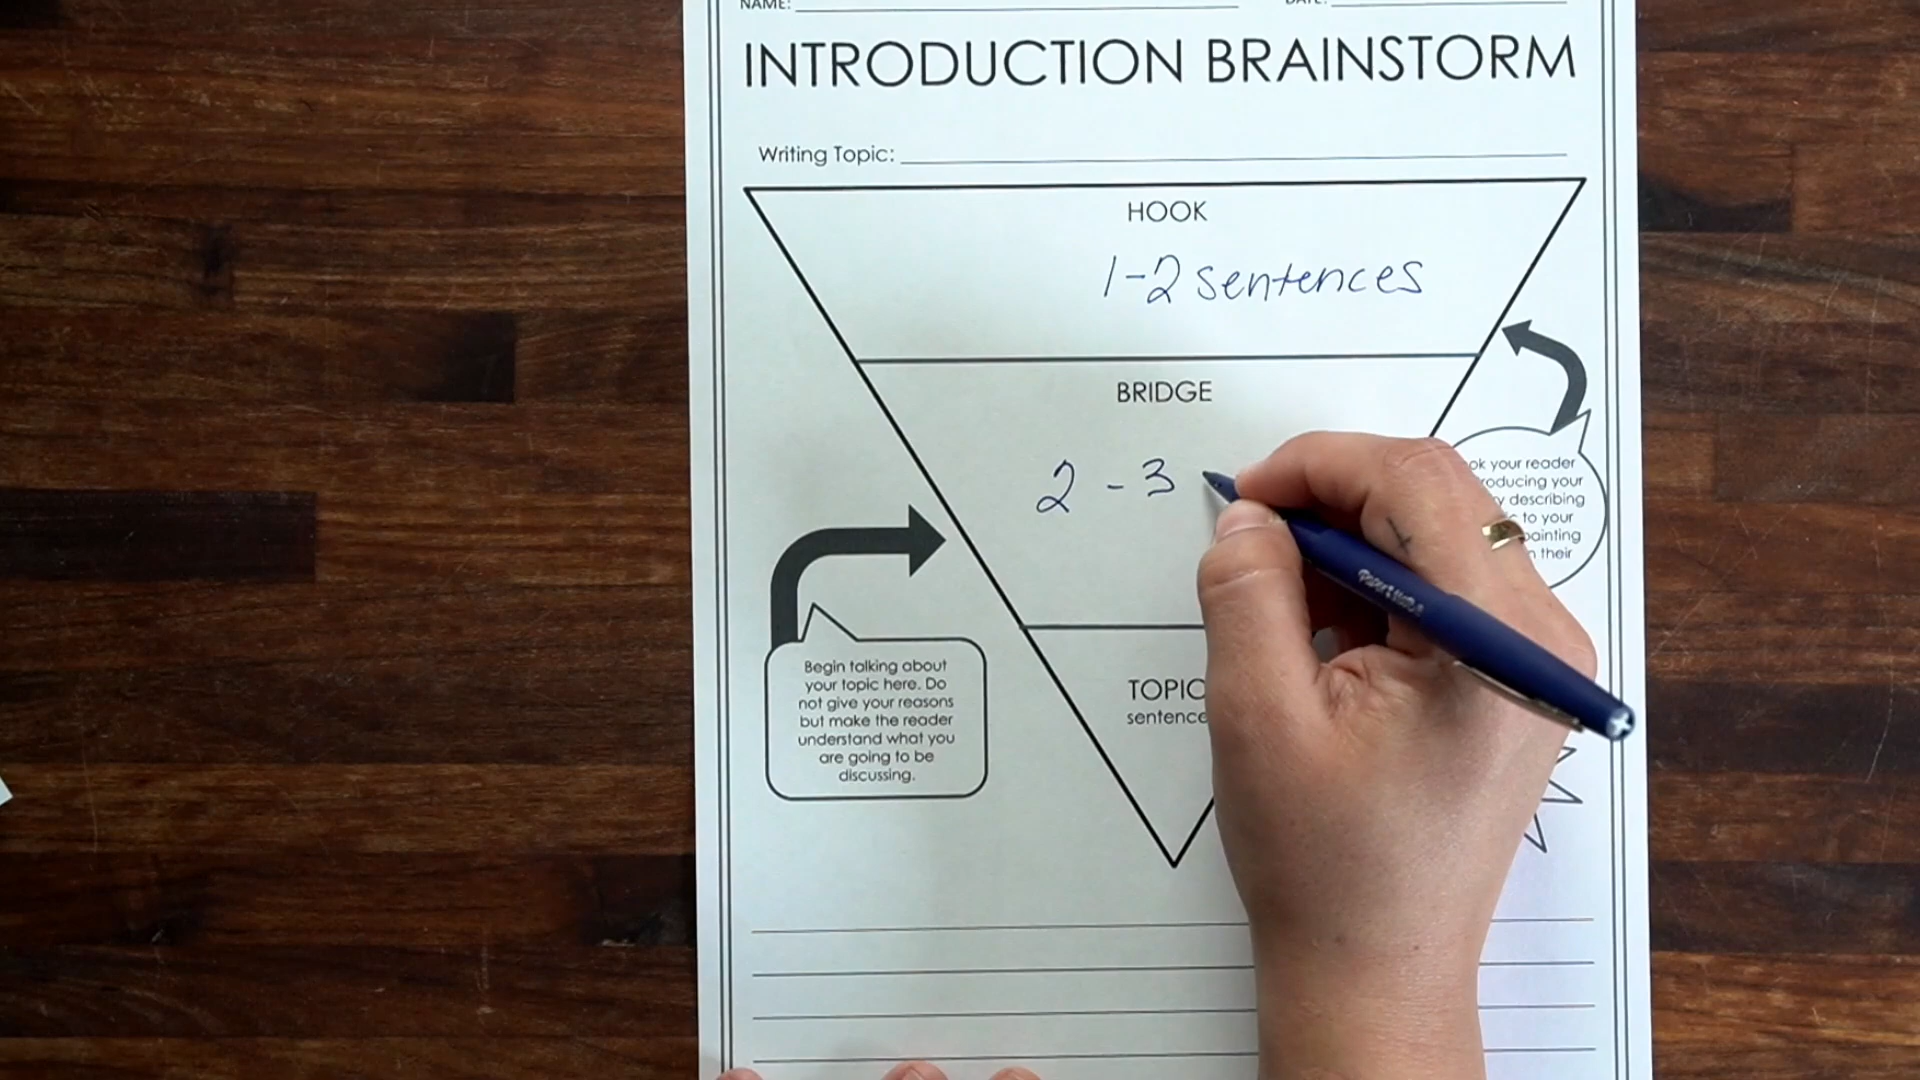 NAME:
DATE:
INTRODUCTION BRAINSTORM
Writing Topic:
HOOK
1-2 sentences
BRIDGE
2 - 3
your reader
your
describing
to your
painting
their
Begin talking about
your topic here. Do
not give your reasons
but make the reader
understand what you
are going to be
discussing.
TOPIC
sentence